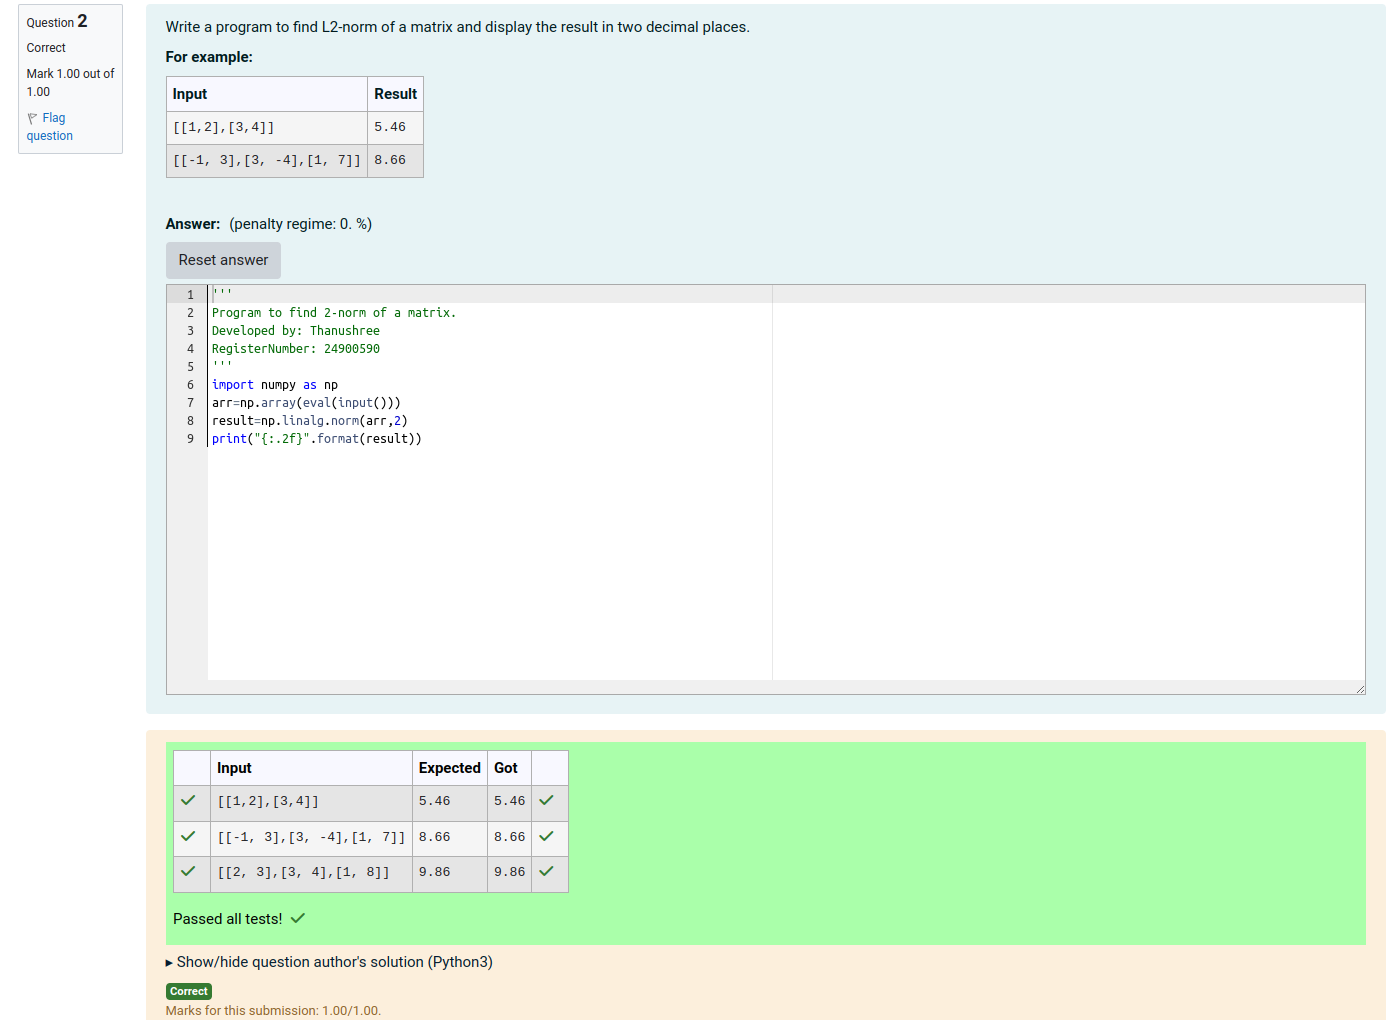 Question 2
Correct
Mark 1.00 out of
1.00
Flag
question
Write a program to find L2-norm of a matrix and display the result in two decimal places.
For example:
Input Result
[[1,2],[3,4]] 5.46
[[-1, 3],[3, -4],[1, 7]] 8.66
Answer: (penalty regime: 0. %)
Reset answer
1 '''
2 Program to find 2-norm of a matrix.
3 Developed by: Thanushree
4 RegisterNumber: 24900590
5 '''
6 import numpy as np
7 arr=np.array(eval(input()))
8 result=np.linalg.norm(arr,2)
9 print("{:.2f}".format(result))
Input Expected Got
[[1,2],[3,4]] 5.46 5.46
[[-1, 3],[3, -4],[1, 7]] 8.66 8.66
[[2, 3],[3, 4],[1, 8]] 9.86 9.86
Passed all tests!
Show/hide question author's solution (Python3)
Correct
Marks for this submission: 1.00/1.00.